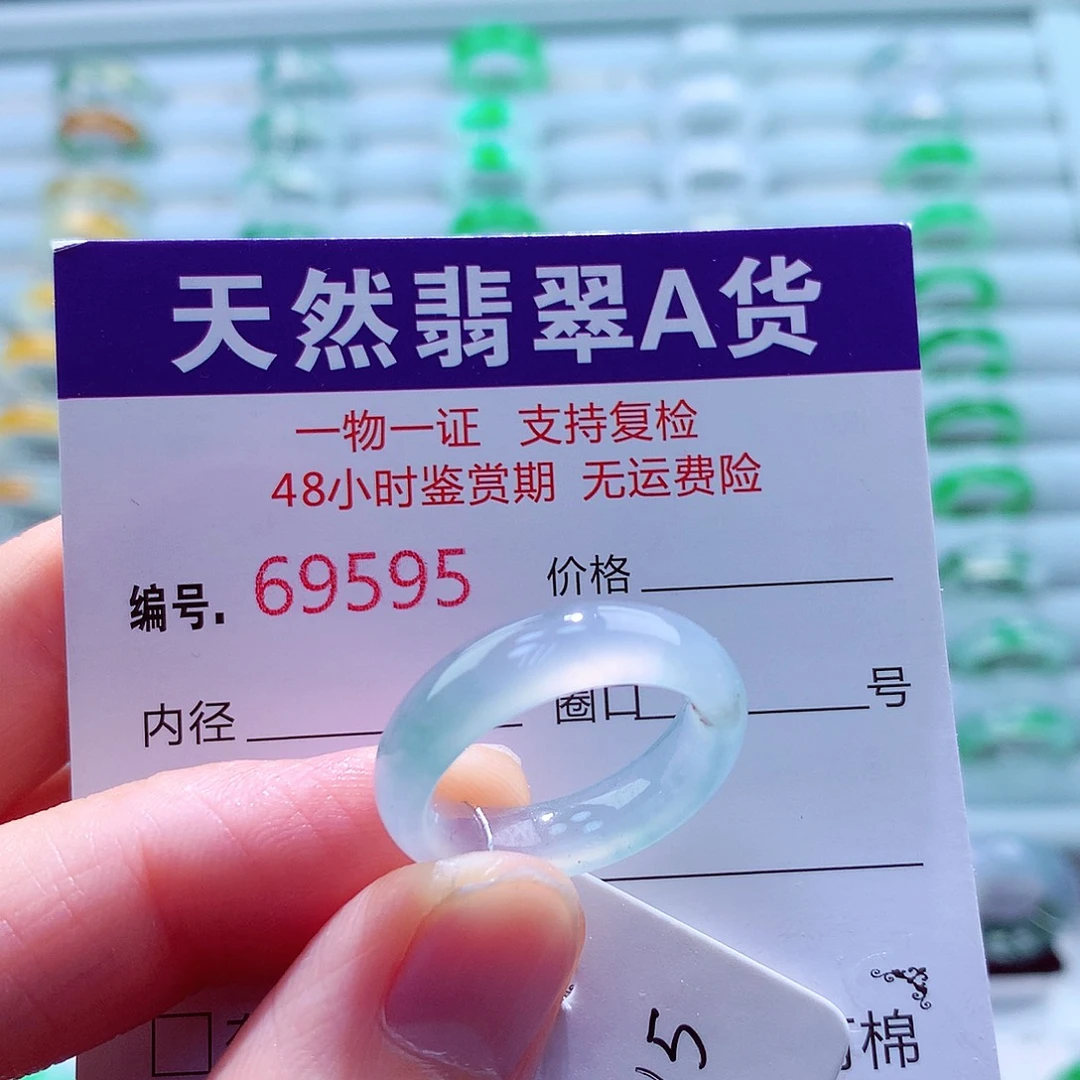 天然翡翠A货
一物一证 支持复检
48小时鉴赏期 无运费险
编号. 69595 价格
内径 圈口 号
5
棉